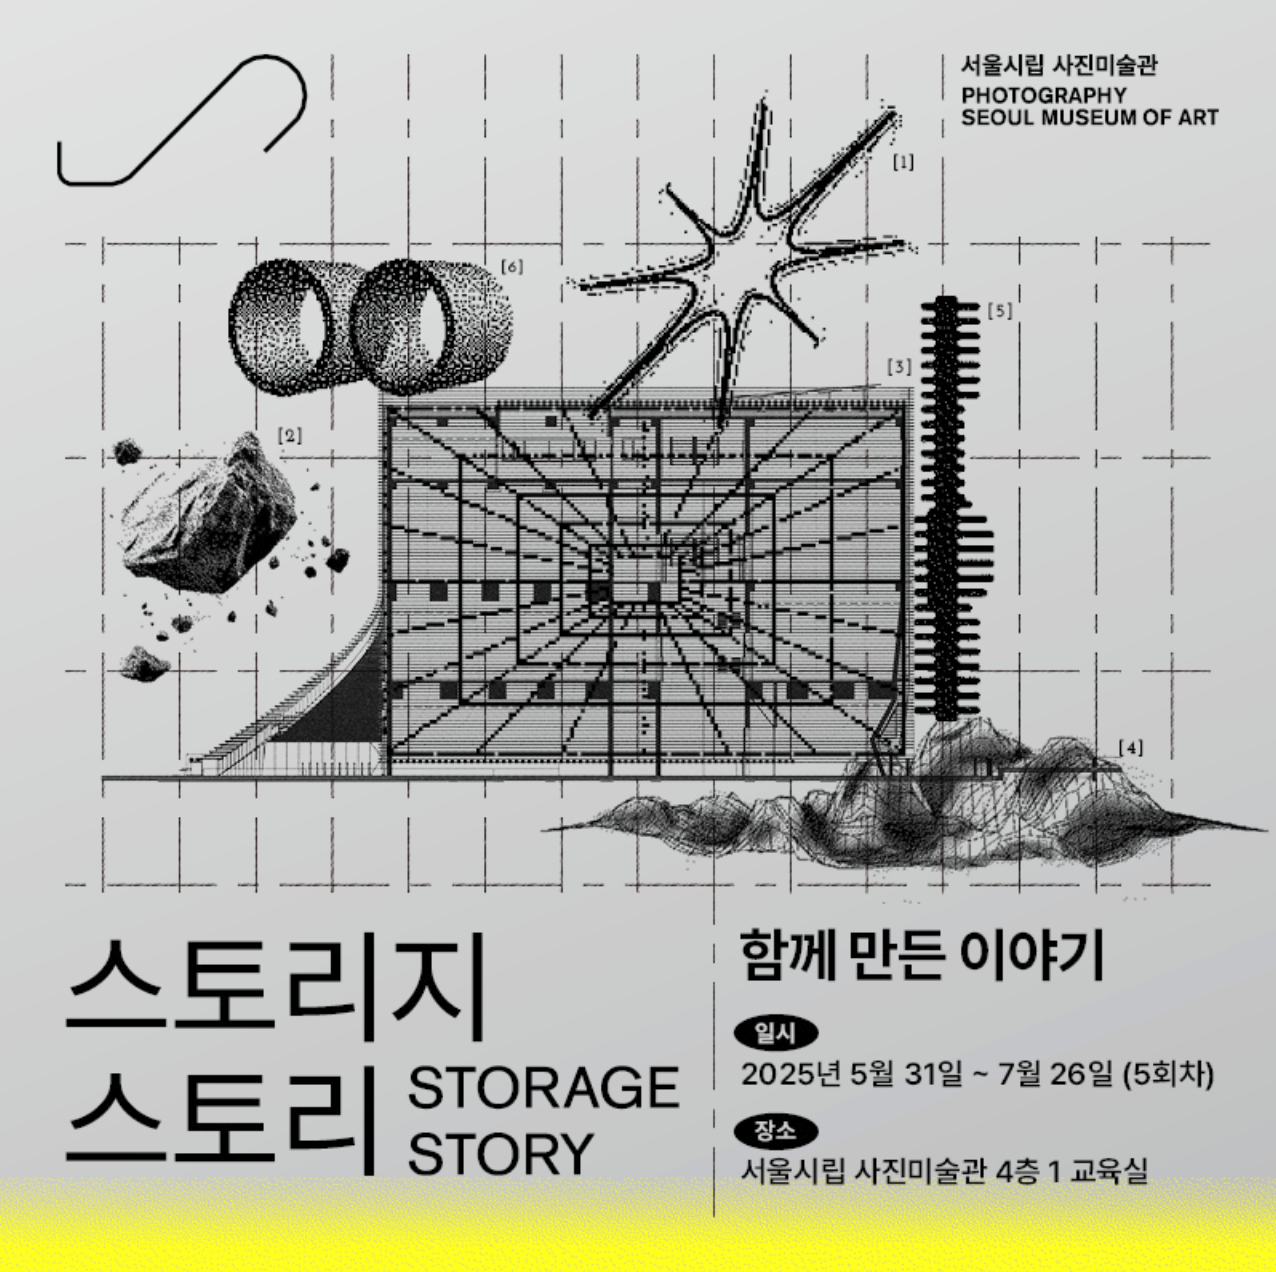 서울시립 사진미술관
PHOTOGRAPHY
SEOUL MUSEUM OF ART
[1]
[6]
[5]
[3]
[2]
[4]
스토리지
스토리
STORAGE
STORY
함께 만든 이야기
일시
2025년 5월 31일 ~ 7월 26일 (5회차)
장소
서울시립 사진미술관 4층 1 교육실